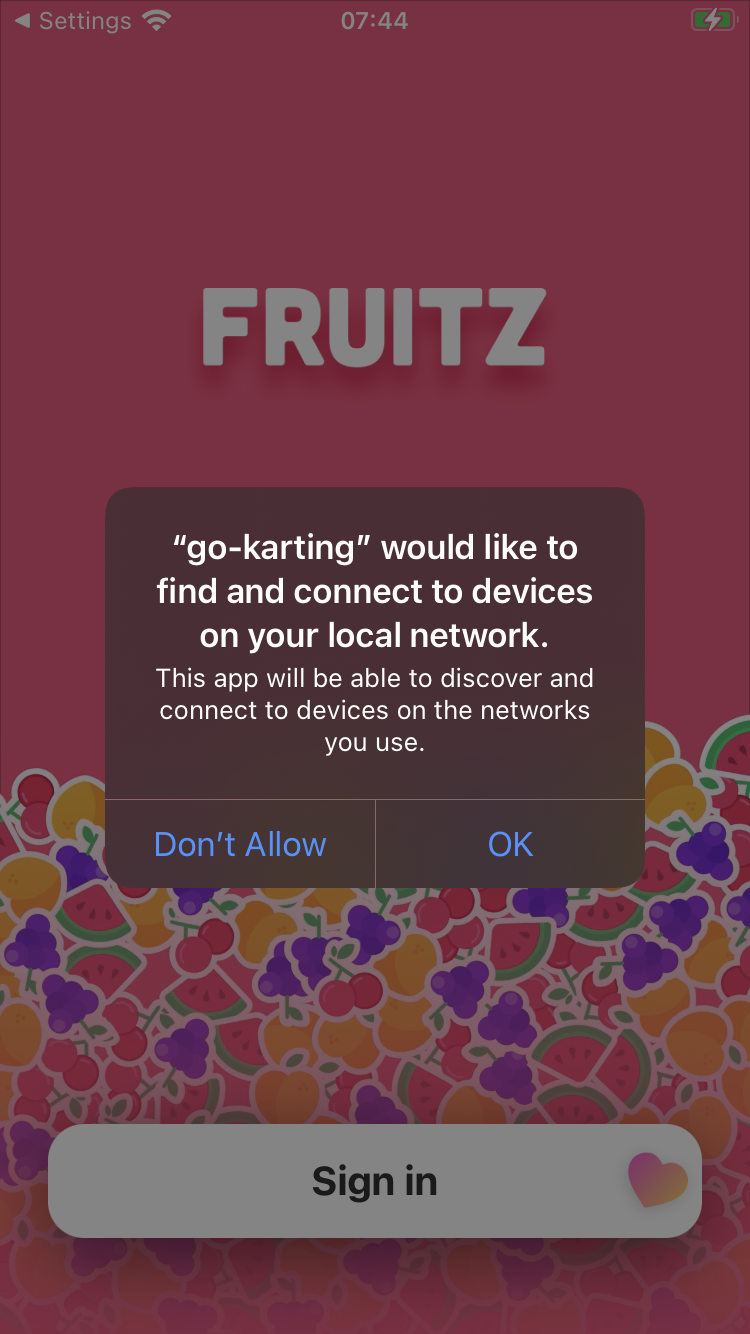 Settings
07:44
FRUITZ
“go-karting” would like to
find and connect to devices
on your local network.
This app will be able to discover and
connect to devices on the networks
you use.
Don’t Allow
OK
Sign in